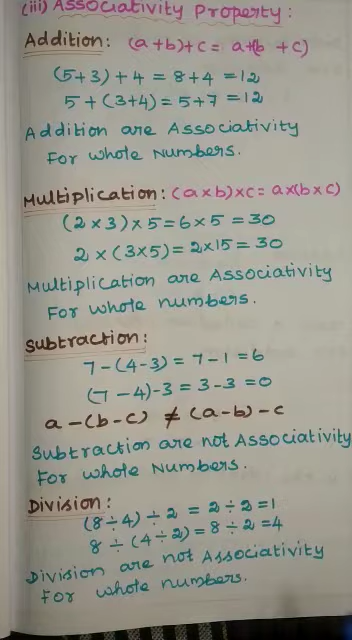 (iii) Associativity Property:
Addition: (a+b)+c = a+(b +c)
(5+3)+4 = 8+4 =12
5+(3+4)=5+7 =12
Addition are Associativity
For whole Numbers.
Multiplication: (a×b)×c= a×(b×c)
(2×3)×5=6×5 =30
2×(3×5)=2×15=30
Multiplication are Associativity
For whole numbers.
Subtraction:
7-(4-3)= 7-1=6
(7-4)-3=3-3=0
a-(b-c) ≠ (a-b)-c
Subtraction are not Associativity
For whole Numbers.
Division:
(8÷4)÷2 = 2÷2=1
8÷(4÷2)=8÷2=4
Division are not Associativity
For whole numbers.